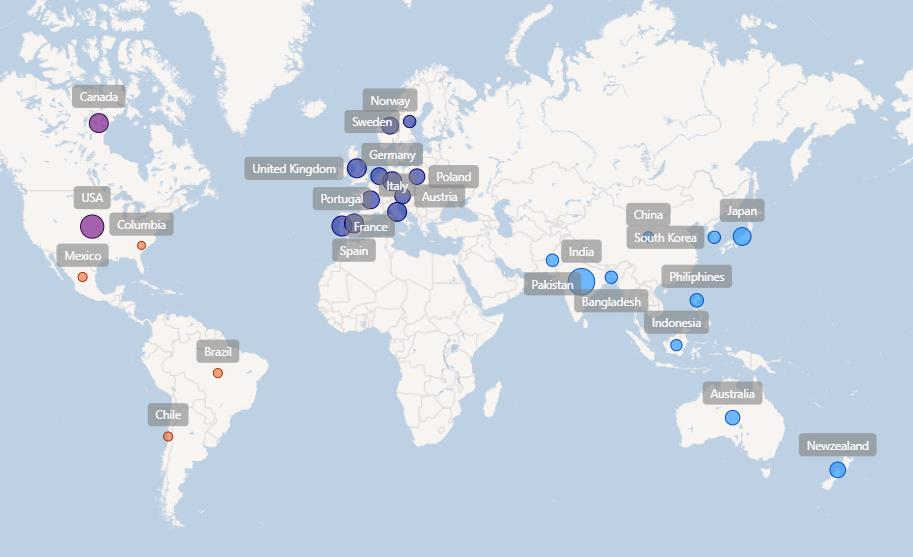 Canada
Norway
Sweden
Germany
United Kingdom
Poland
Italy
USA
Portugal
Austria
Columbia
France
China
Japan
South Korea
Mexico
Spain
India
Pakistan
Philiphines
Bangladesh
Indonesia
Brazil
Australia
Chile
Newzealand